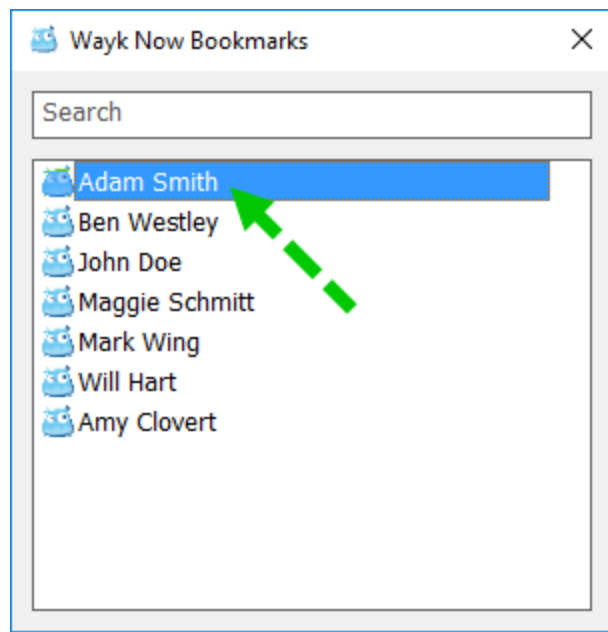 Wayk Now Bookmarks
Search
Adam Smith
Ben Westley
John Doe
Maggie Schmitt
Mark Wing
Will Hart
Amy Clovert